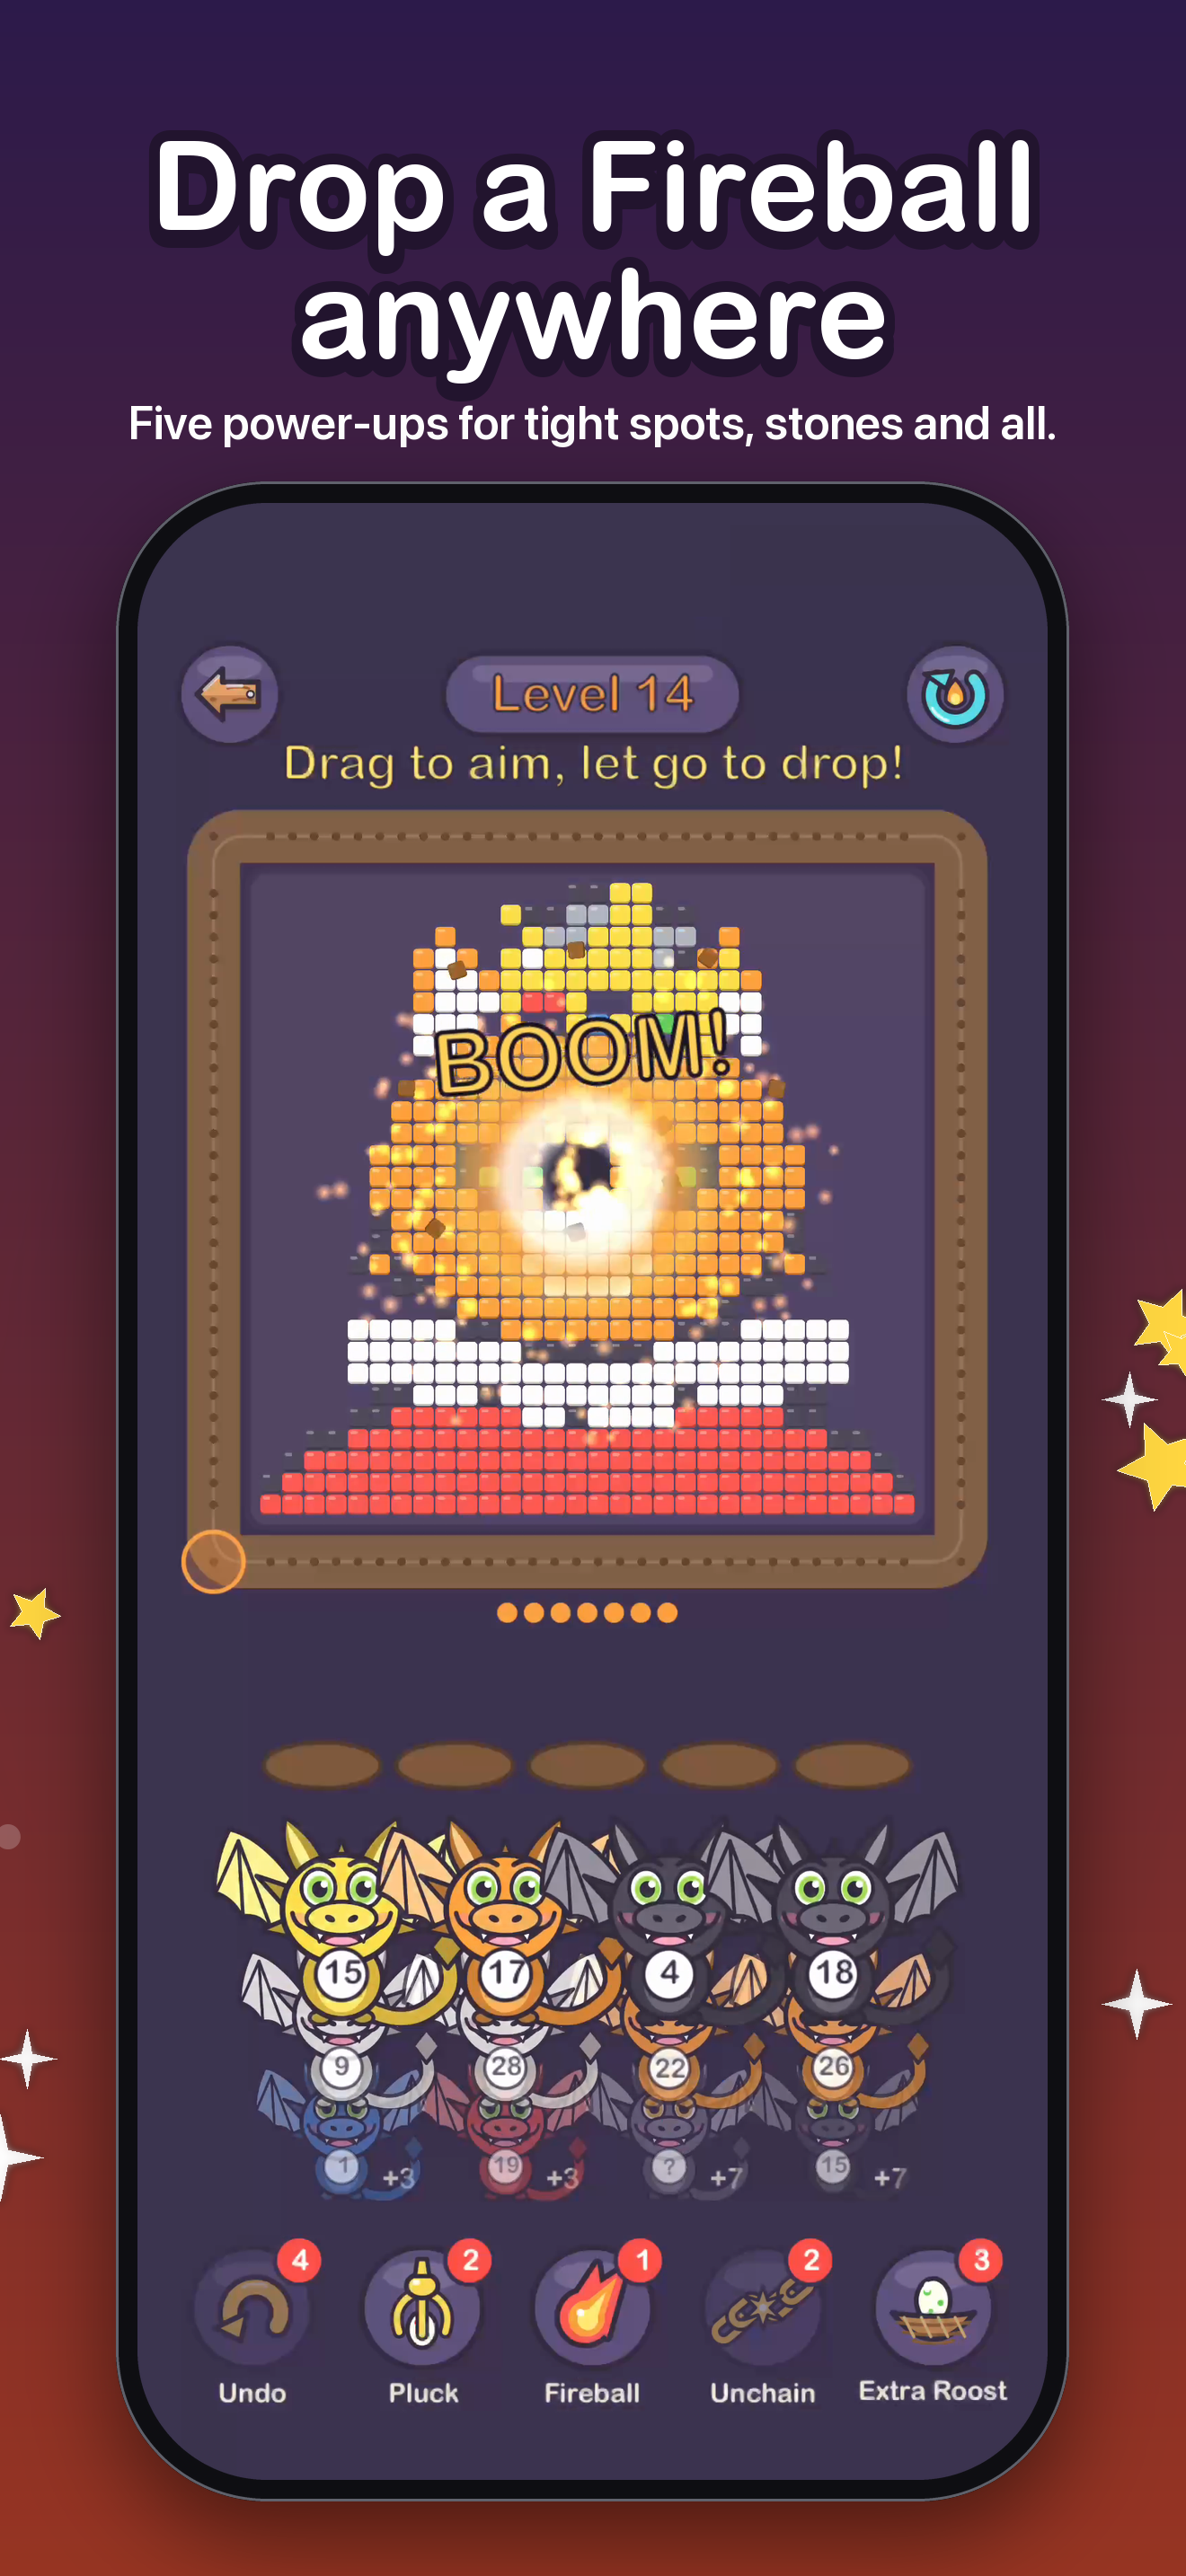 Drop a Fireball
anywhere
Five power-ups for tight spots, stones and all.
Level 14
Drag to aim, let go to drop!
BOOM!
15 17 4 18
9 28 22 26
1 +3 19 +3 ? +7 15 +7
4 2 1 2 3
Undo Pluck Fireball Unchain Extra Roost